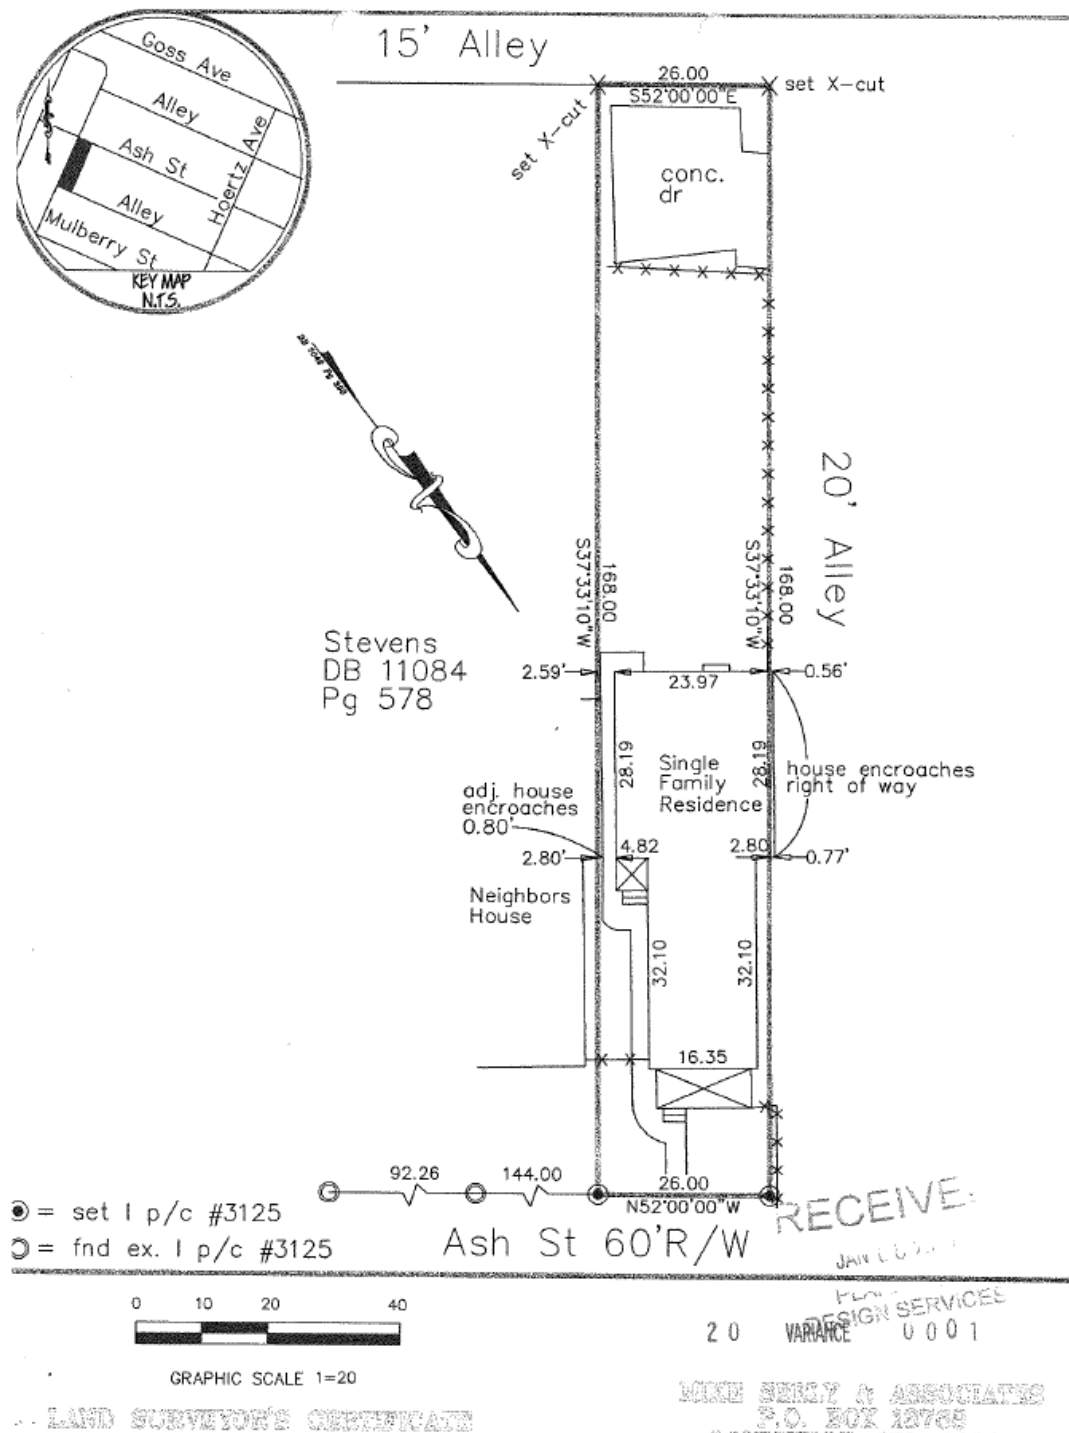 15' Alley
Goss Ave
Alley
Ash St
Hoertz Ave
Alley
Mulberry St
KEY MAP
N.T.S.
26.00
S52°00'00"E
set X-cut
set X-cut
conc.
dr
20' Alley
S37°33'10"W
168.00
S37°33'10"W
168.00
Stevens
DB 11084
Pg 578
2.59'
23.97
0.56'
28.19
Single
Family
Residence
28.19
house encroaches
right of way
adj. house
encroaches
0.80'
2.80'
4.82
2.80
0.77'
Neighbors
House
32.10
32.10
16.35
92.26
144.00
26.00
N52°00'00"W
= set I p/c #3125
= fnd ex. I p/c #3125
Ash St 60'R/W
RECEIVE
JAN
DESIGN SERVICES
0 10 20 40
GRAPHIC SCALE 1=20
20 VARIANCE 0001
LAND SURVEYOR'S CERTIFICATE
MIKE SEELY & ASSOCIATES
P.O. BOX